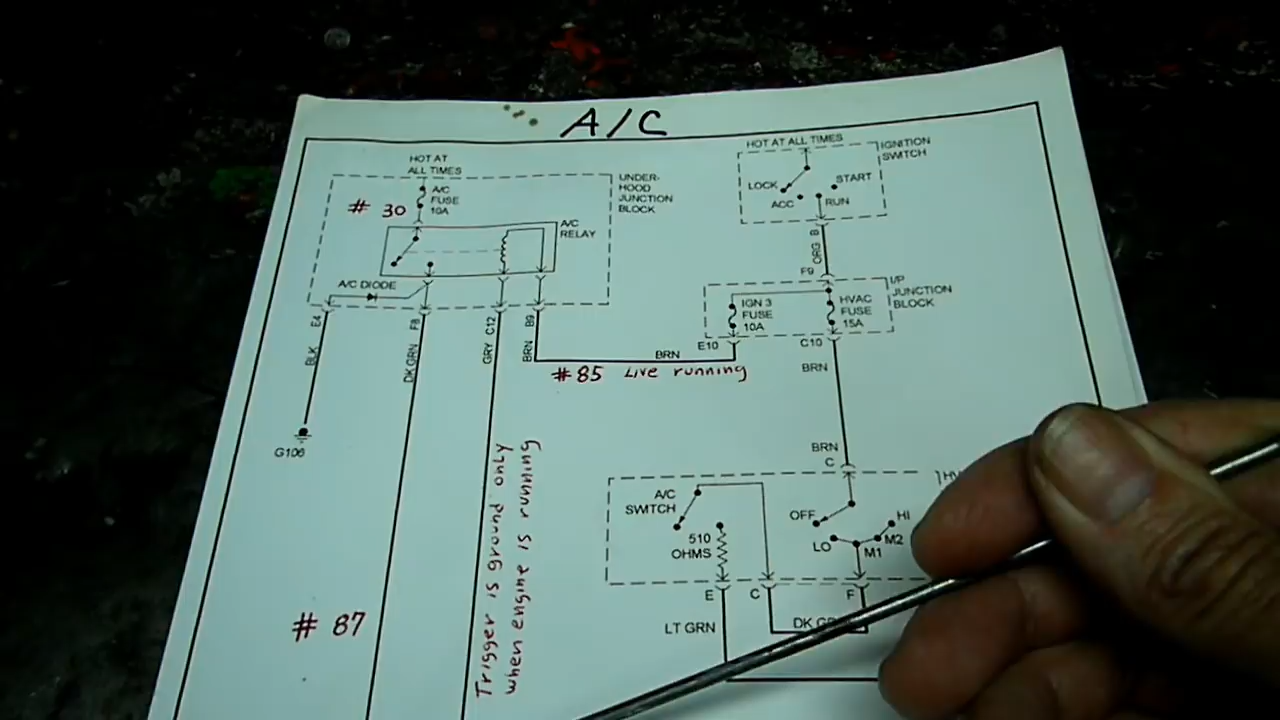 A/C
HOT AT
ALL TIMES
A/C
FUSE
10A
# 30
UNDER-
HOOD
JUNCTION
BLOCK
A/C
RELAY
A/C DIODE
E4
F8
C12
B9
BLK
DK GRN
GRY
BRN
G106
BRN
#85 Live running
# 87
Trigger is ground only
when engine is running
HOT AT ALL TIMES
IGNITION
SWITCH
LOCK
START
ACC
RUN
B
ORG
F9
I/P
JUNCTION
BLOCK
IGN 3
FUSE
10A
HVAC
FUSE
15A
E10
C10
BRN
BRN
C
A/C
SWITCH
510
OHMS
OFF
HI
LO
M1
M2
E
C
F
LT GRN
DK